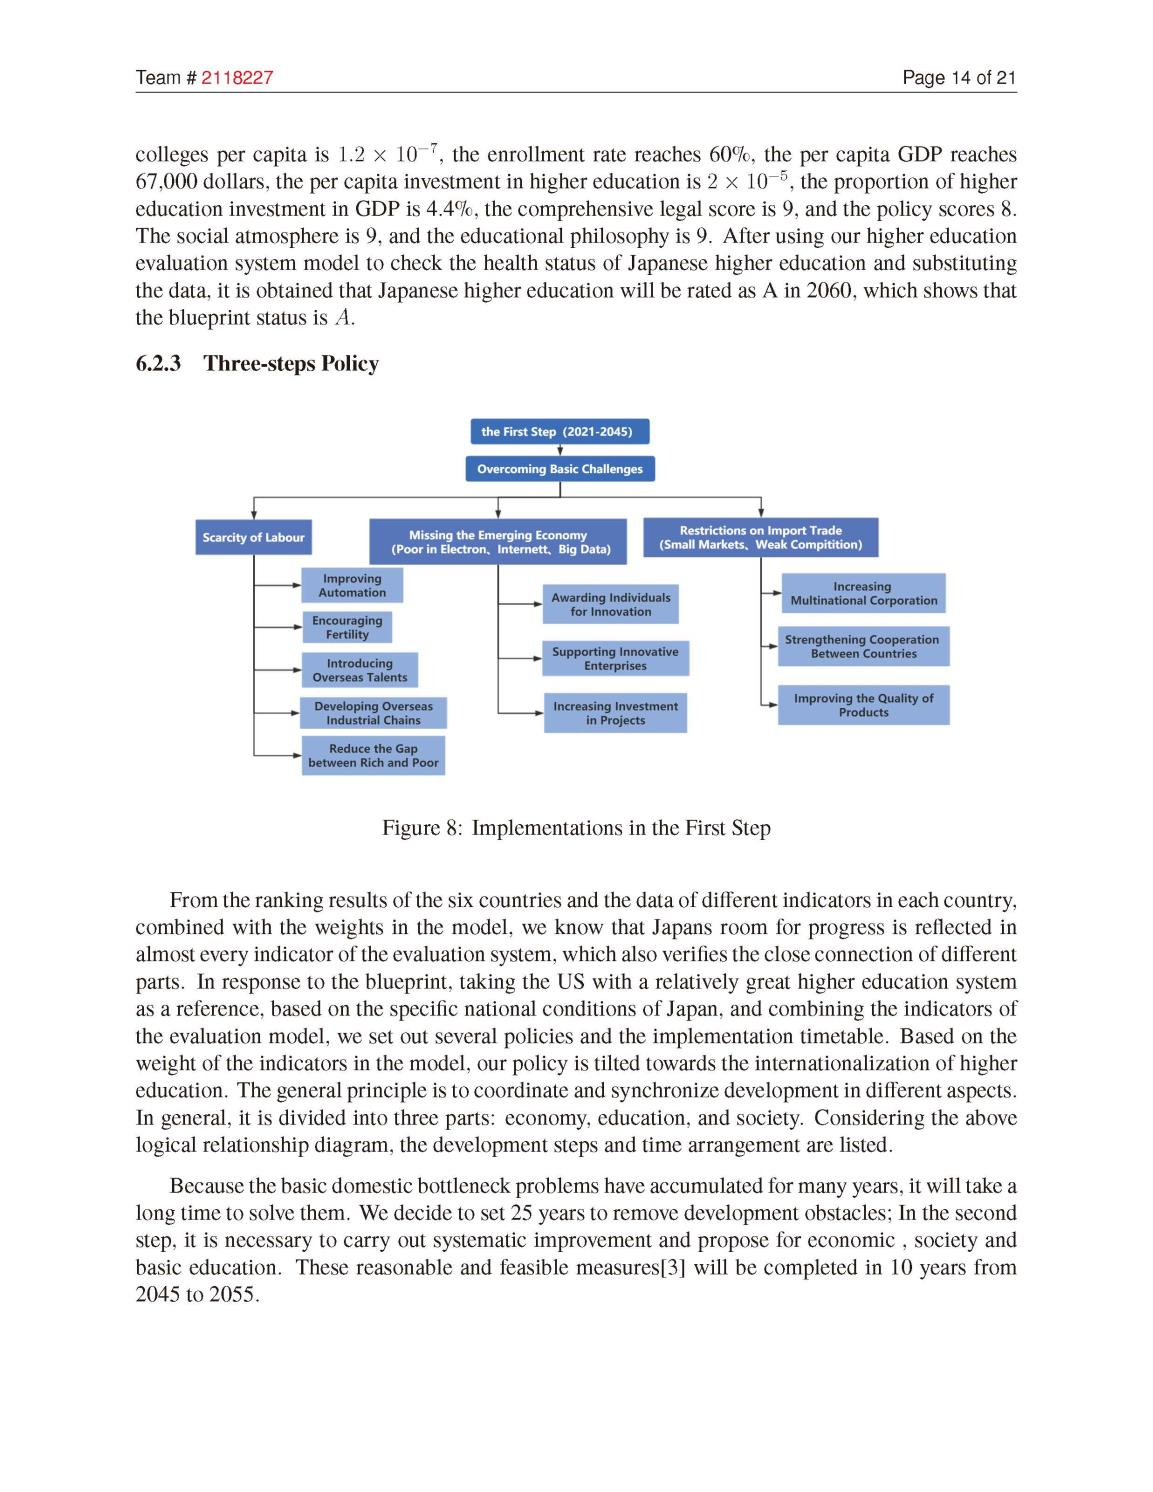 Team # 2118227
Page 14 of 21
colleges per capita is 1.2 × 10−7, the enrollment rate reaches 60%, the per capita GDP reaches
67,000 dollars, the per capita investment in higher education is 2 × 10−5, the proportion of higher
education investment in GDP is 4.4%, the comprehensive legal score is 9, and the policy scores 8.
The social atmosphere is 9, and the educational philosophy is 9. After using our higher education
evaluation system model to check the health status of Japanese higher education and substituting
the data, it is obtained that Japanese higher education will be rated as A in 2060, which shows that
the blueprint status is A.
6.2.3 Three-steps Policy
the First Step (2021-2045)
Overcoming Basic Challenges
Scarcity of Labour
Improving
Automation
Encouraging
Fertility
Introducing
Overseas Talents
Developing Overseas
Industrial Chains
Reduce the Gap
between Rich and Poor
Missing the Emerging Economy
(Poor in Electron、Internett、Big Data)
Awarding Individuals
for Innovation
Supporting Innovative
Enterprises
Increasing Investment
in Projects
Restrictions on Import Trade
(Small Markets、Weak Compitition)
Increasing
Multinational Corporation
Strengthening Cooperation
Between Countries
Improving the Quality of
Products
Figure 8: Implementations in the First Step
From the ranking results of the six countries and the data of different indicators in each country,
combined with the weights in the model, we know that Japans room for progress is reflected in
almost every indicator of the evaluation system, which also verifies the close connection of different
parts. In response to the blueprint, taking the US with a relatively great higher education system
as a reference, based on the specific national conditions of Japan, and combining the indicators of
the evaluation model, we set out several policies and the implementation timetable. Based on the
weight of the indicators in the model, our policy is tilted towards the internationalization of higher
education. The general principle is to coordinate and synchronize development in different aspects.
In general, it is divided into three parts: economy, education, and society. Considering the above
logical relationship diagram, the development steps and time arrangement are listed.
Because the basic domestic bottleneck problems have accumulated for many years, it will take a
long time to solve them. We decide to set 25 years to remove development obstacles; In the second
step, it is necessary to carry out systematic improvement and propose for economic , society and
basic education. These reasonable and feasible measures[3] will be completed in 10 years from
2045 to 2055.